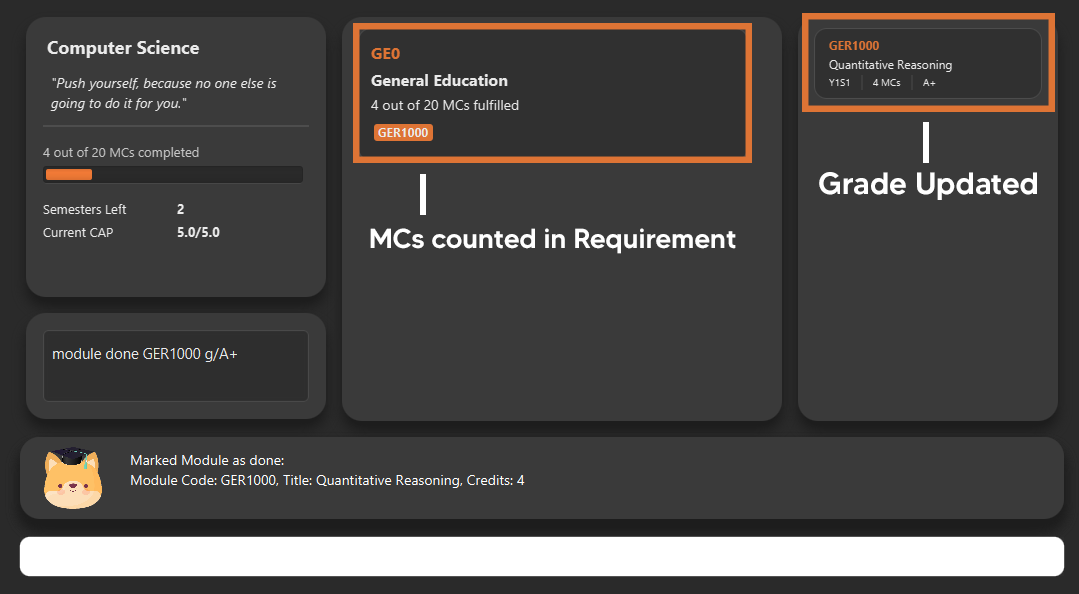 Computer Science
"Push yourself, because no one else is
going to do it for you."
4 out of 20 MCs completed
Semesters Left 2
Current CAP 5.0/5.0
module done GER1000 g/A+
GE0
General Education
4 out of 20 MCs fulfilled
GER1000
MCs counted in Requirement
GER1000
Quantitative Reasoning
Y1S1 4 MCs A+
Grade Updated
Marked Module as done:
Module Code: GER1000, Title: Quantitative Reasoning, Credits: 4